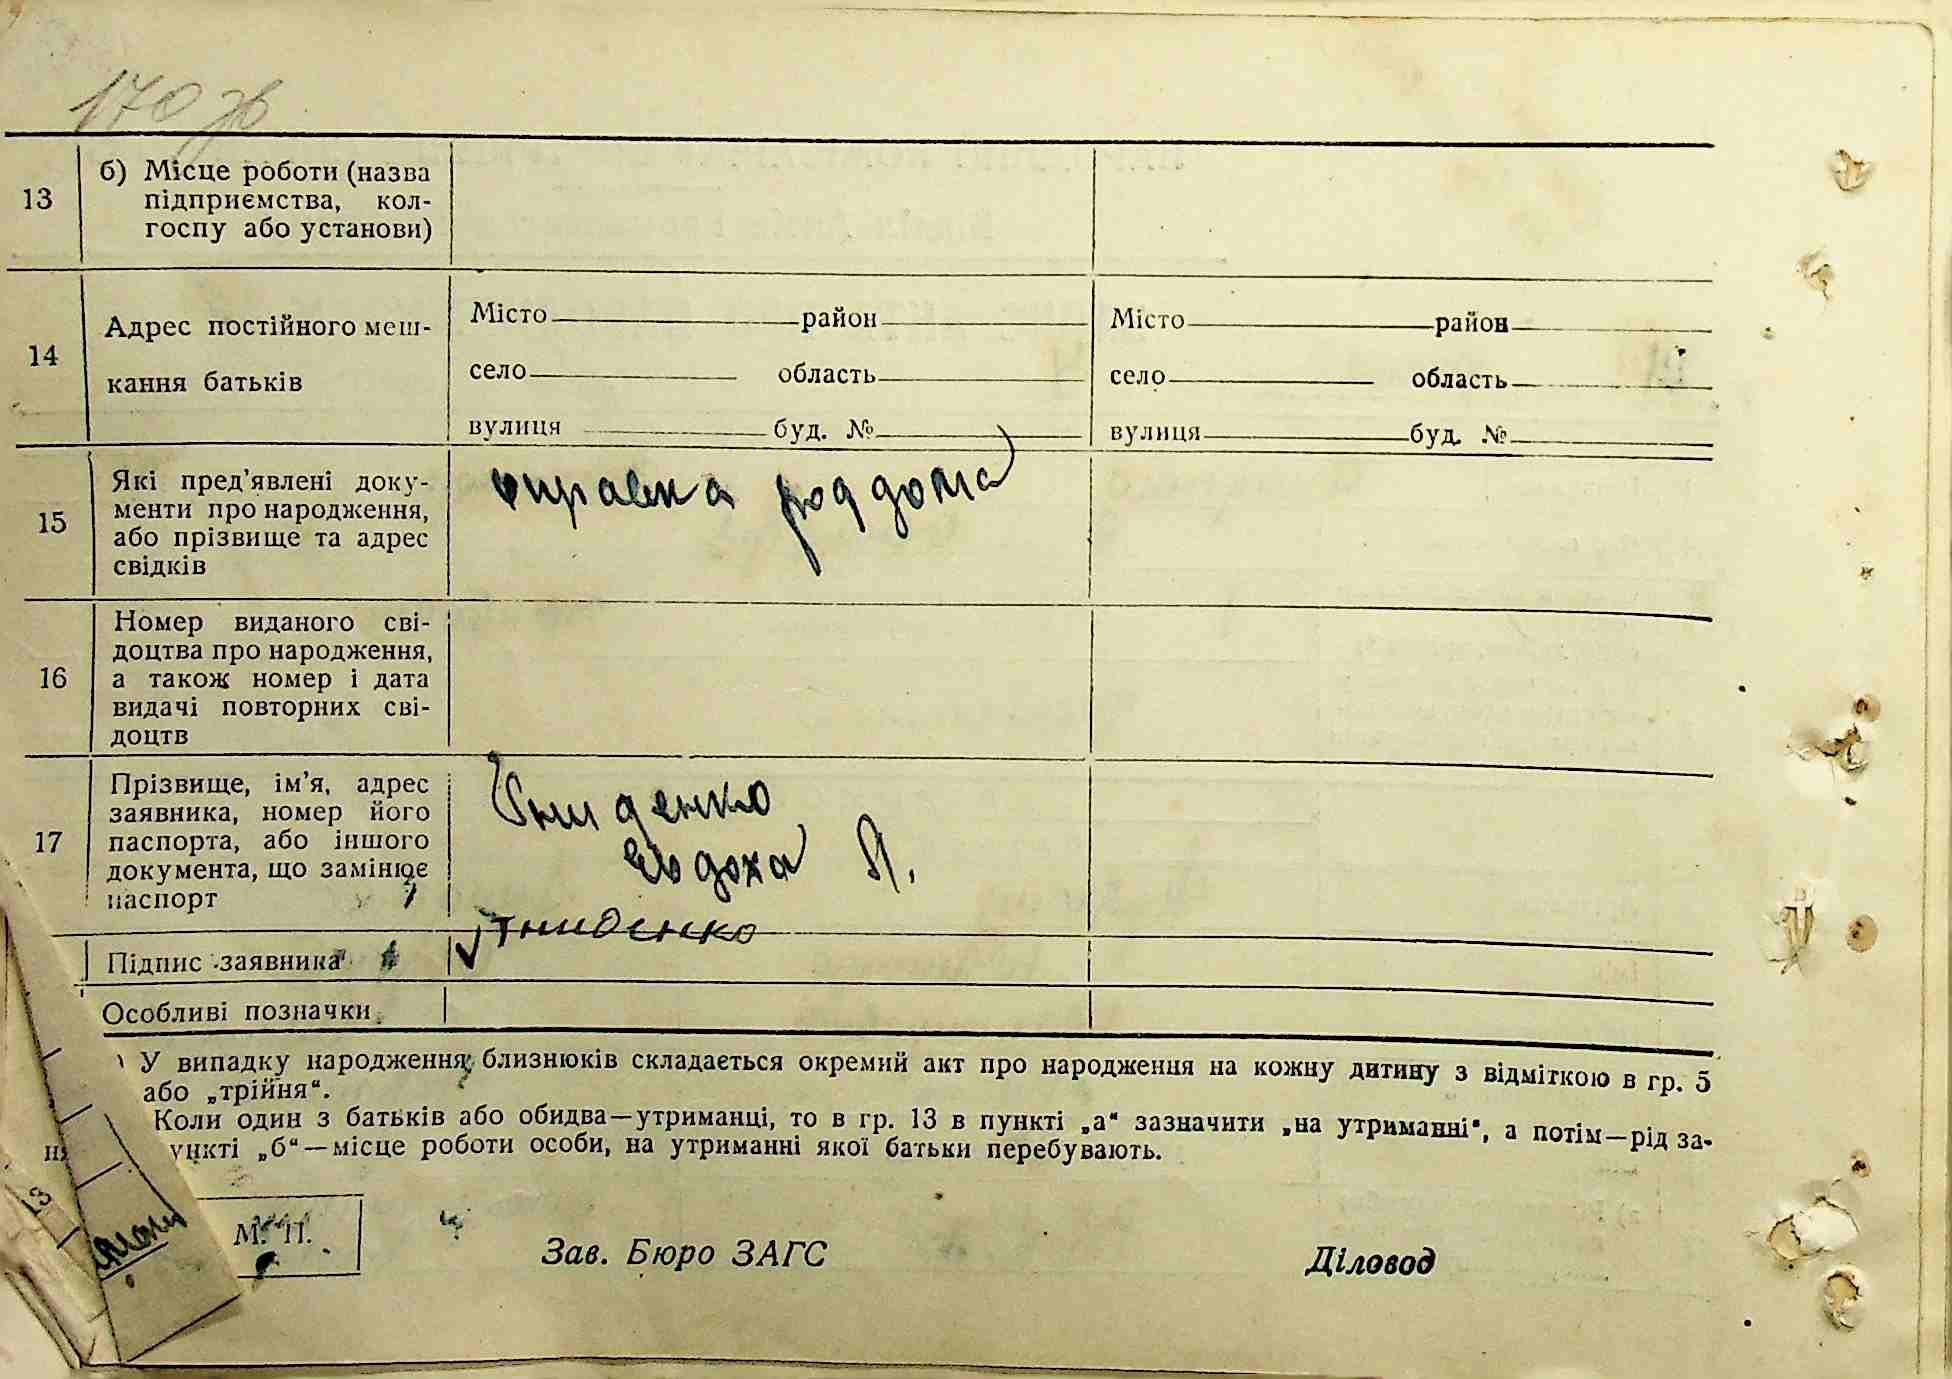 170 зв
13
б) Місце роботи (назва
підприємства, кол-
госпу або установи)
14
Адрес постійного меш-
кання батьків
Місто район
село область
вулиця буд. №
Місто район
село область
вулиця буд. №
15
Які пред’явлені доку-
менти про народження,
або прізвище та адрес
свідків
справка роддома
16
Номер виданого сві-
доцтва про народження,
а також номер і дата
видачі повторних сві-
доцтв
17
Прізвище, ім’я, адрес
заявника, номер його
паспорта, або іншого
документа, що замінює
паспорт
Гниденко
Евдоха Я.
Підпис заявника
Гниденко
Особливі позначки
) У випадку народження близнюків складається окремий акт про народження на кожну дитину з відміткою в гр. 5
або „трійня“.
Коли один з батьків або обидва—утриманці, то в гр. 13 в пункті „а“ зазначити „на утриманні“, а потім—рід за-
ункті „б“—місце роботи особи, на утриманні якої батьки перебувають.
13
М. П.
Зав. Бюро ЗАГС
Діловод